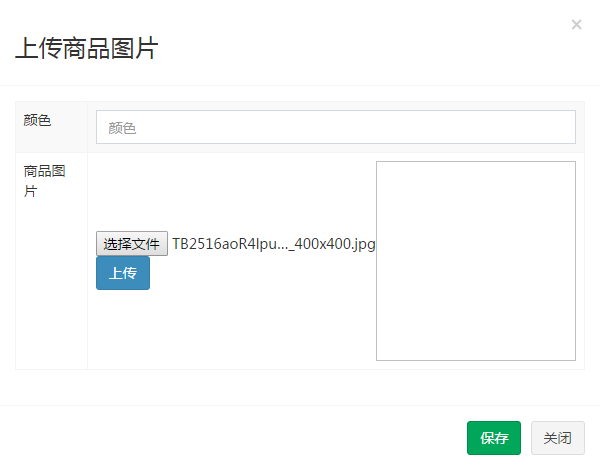 ×
上传商品图片
颜色
颜色
商品图
片
选择文件 TB2516aoR4lpu..._400x400.jpg
上传
保存 关闭